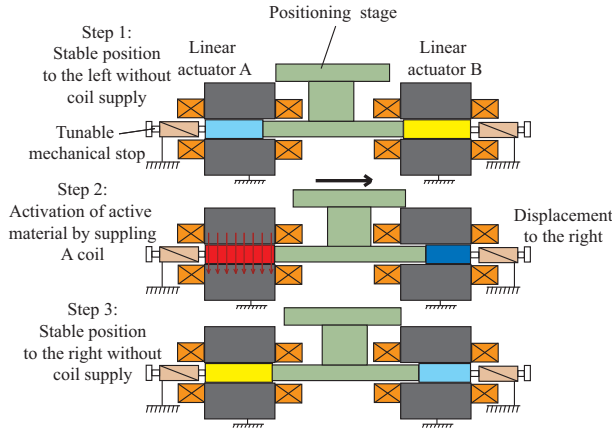 Positioning stage
Step 1:
Stable position
to the left without
coil supply
Linear
actuator A
Linear
actuator B
Tunable
mechanical stop
Step 2:
Activation of active
material by suppling
A coil
Displacement
to the right
Step 3:
Stable position
to the right without
coil supply